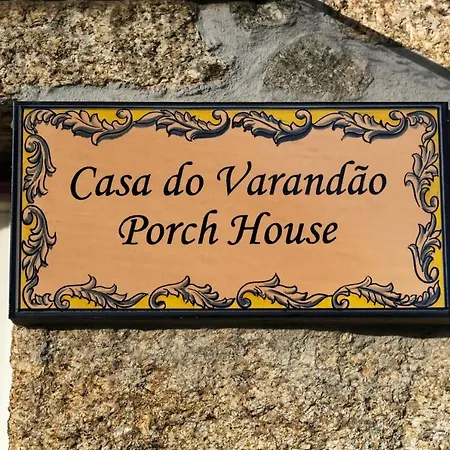 Casa do Varandão
Porch House